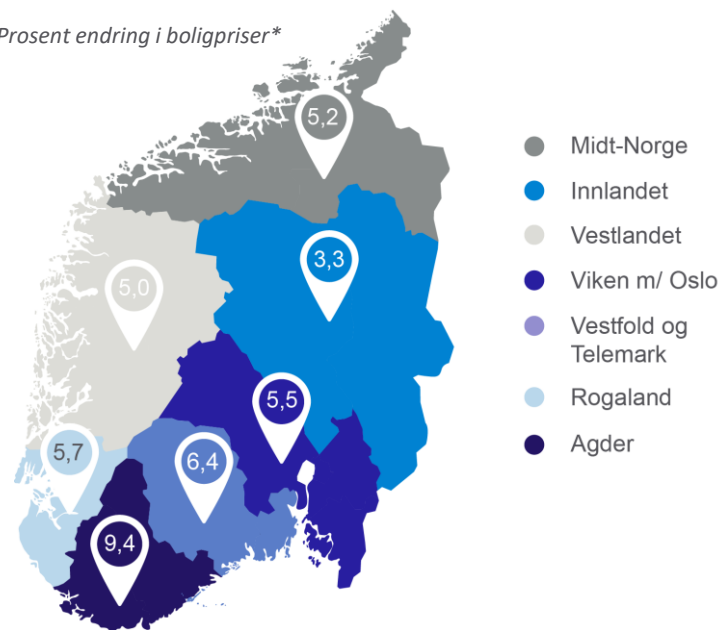 Prosent endring i boligpriser*
5,2
Midt-Norge
Innlandet
3,3
Vestlandet
5,0
Viken m/ Oslo
Vestfold og
Telemark
5,5
Rogaland
5,7
6,4
Agder
9,4